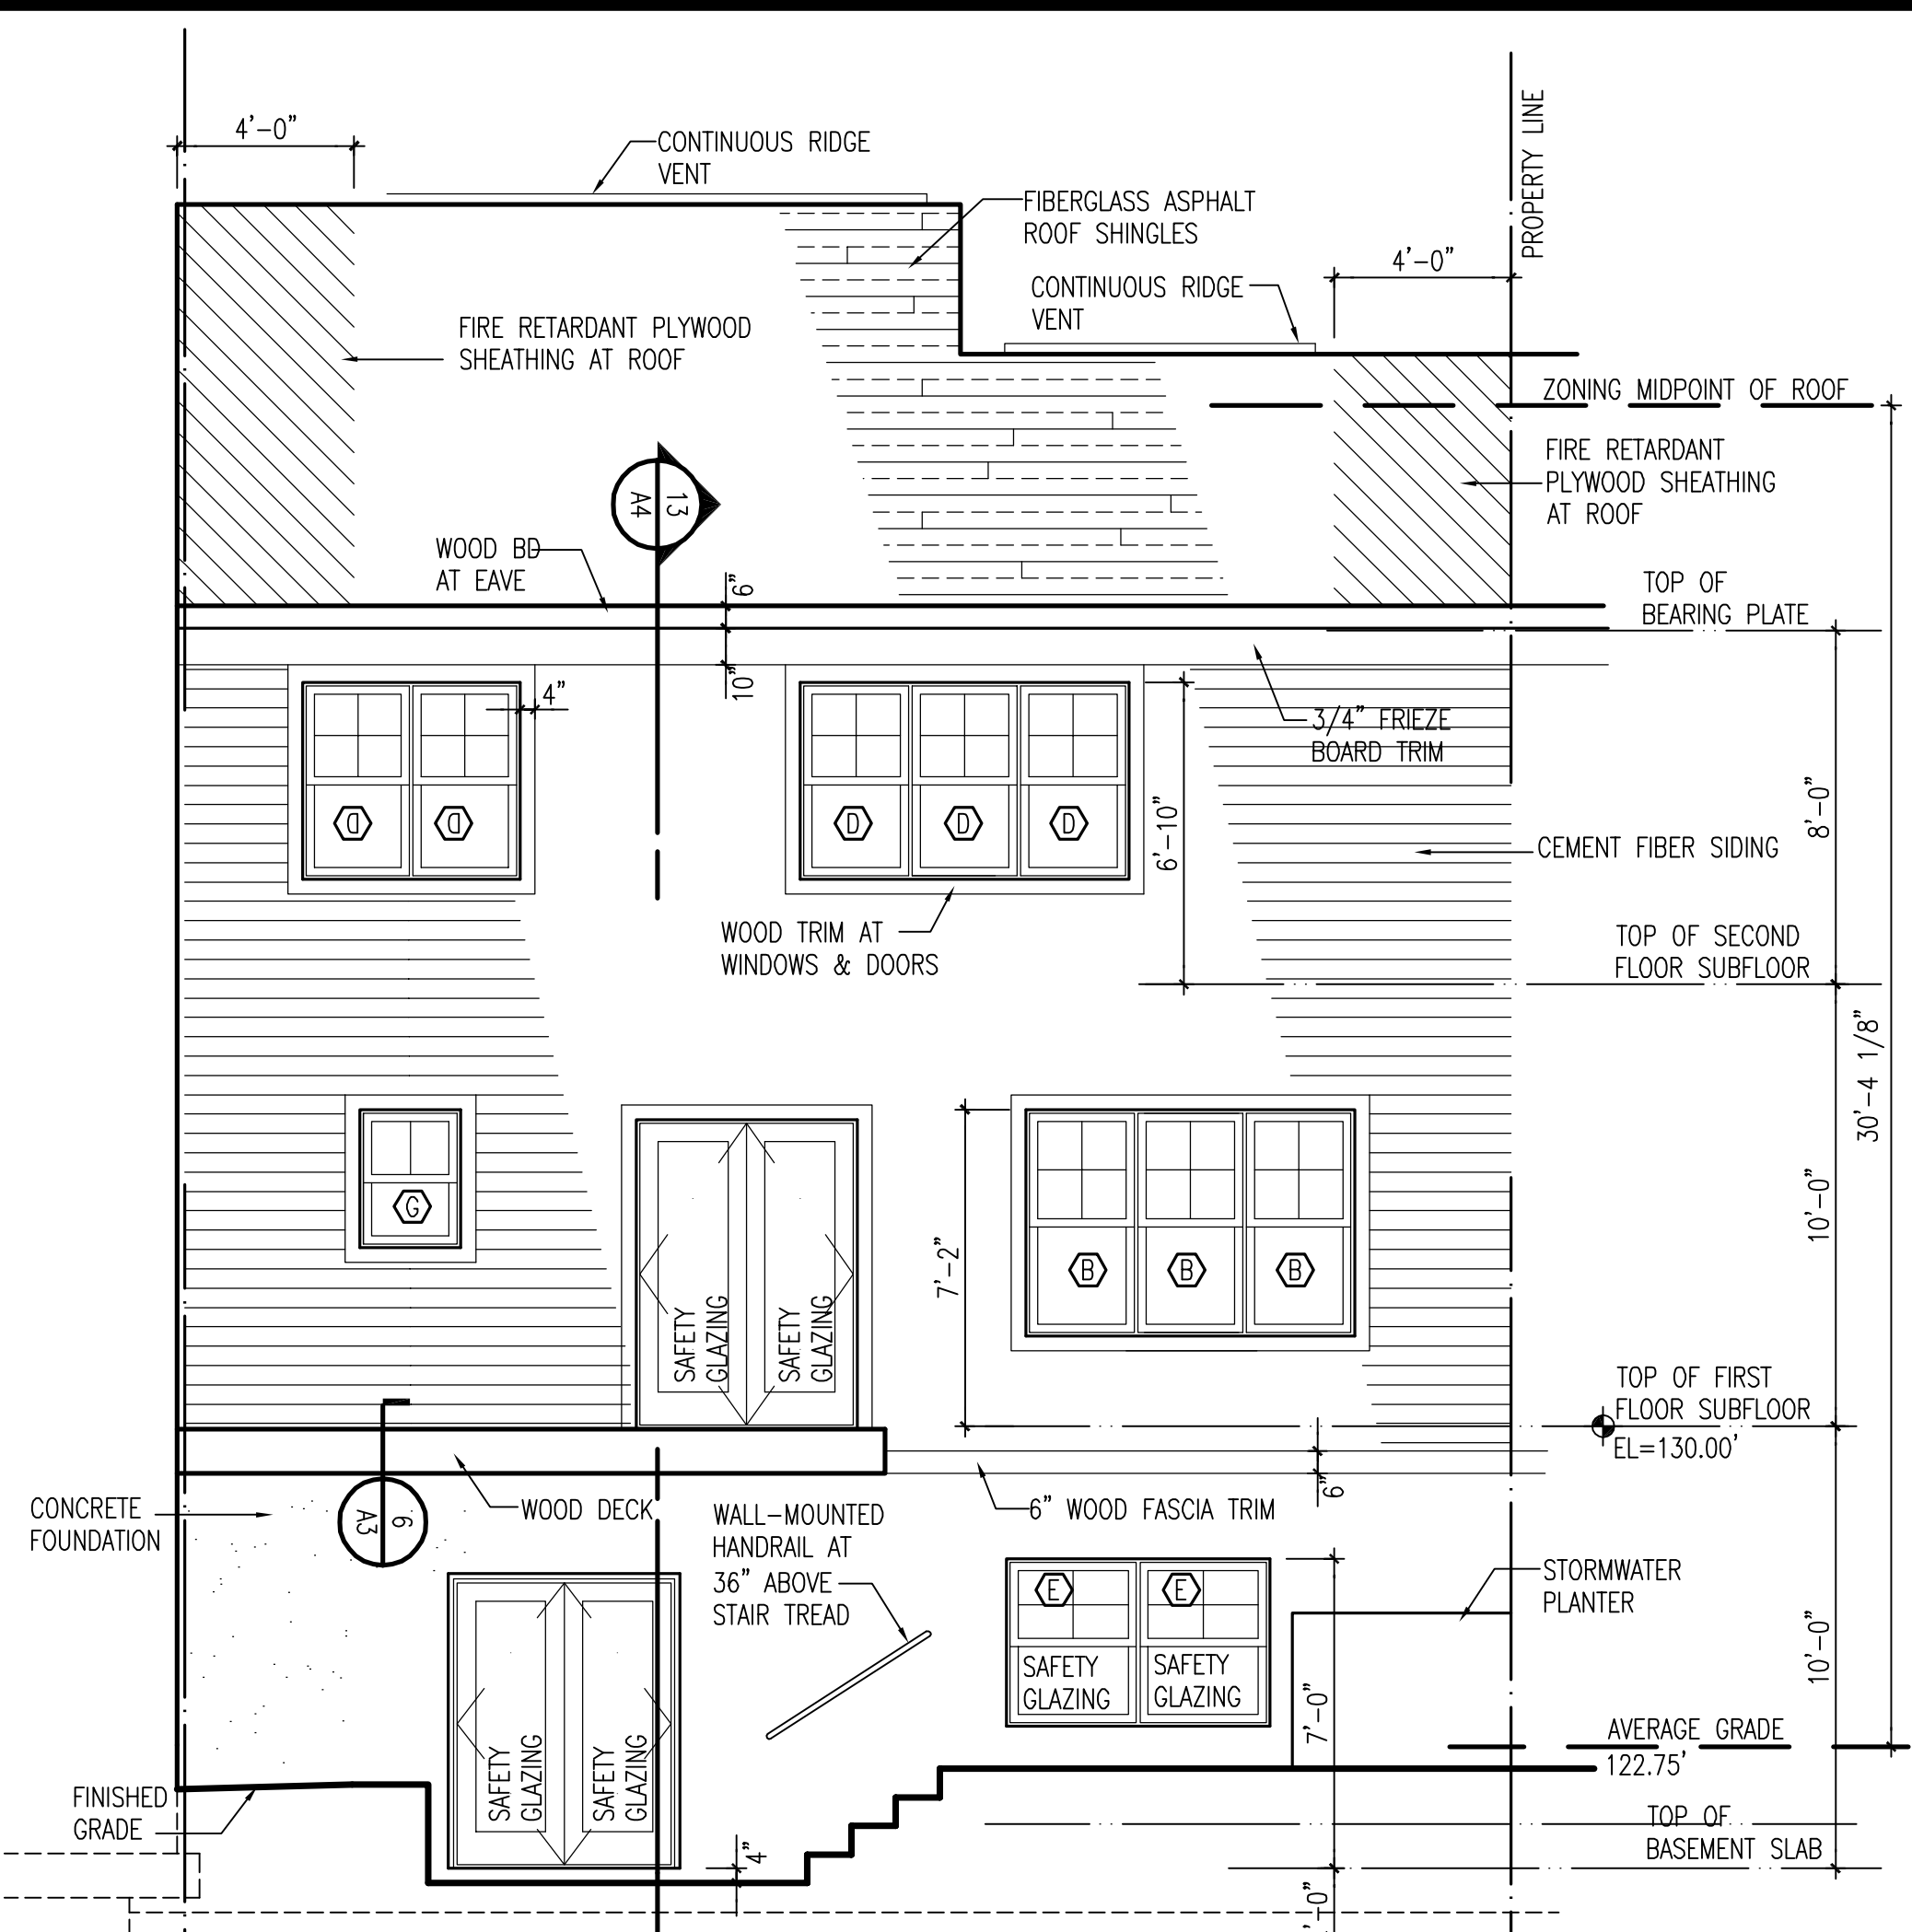 4'-0"
CONTINUOUS RIDGE
VENT
PROPERTY LINE
FIBERGLASS ASPHALT
ROOF SHINGLES
4'-0"
CONTINUOUS RIDGE
VENT
FIRE RETARDANT PLYWOOD
SHEATHING AT ROOF
ZONING MIDPOINT OF ROOF
FIRE RETARDANT
PLYWOOD SHEATHING
AT ROOF
13
A4
WOOD BD
AT EAVE
6"
TOP OF
BEARING PLATE
10"
4"
3/4" FRIEZE
BOARD TRIM
D
D
D
D
D
6'-10"
8'-0"
CEMENT FIBER SIDING
WOOD TRIM AT
WINDOWS & DOORS
TOP OF SECOND
FLOOR SUBFLOOR
30'-4 1/8"
G
7'-2"
B
B
B
10'-0"
SAFETY
GLAZING
SAFETY
GLAZING
TOP OF FIRST
FLOOR SUBFLOOR
EL=130.00'
6"
CONCRETE
FOUNDATION
6
A3
WOOD DECK
WALL-MOUNTED
HANDRAIL AT
36" ABOVE
STAIR TREAD
6" WOOD FASCIA TRIM
STORMWATER
PLANTER
E
E
SAFETY
GLAZING
SAFETY
GLAZING
7'-0"
10'-0"
SAFETY
GLAZING
SAFETY
GLAZING
AVERAGE GRADE
122.75'
FINISHED
GRADE
TOP OF
BASEMENT SLAB
4"
'-0"